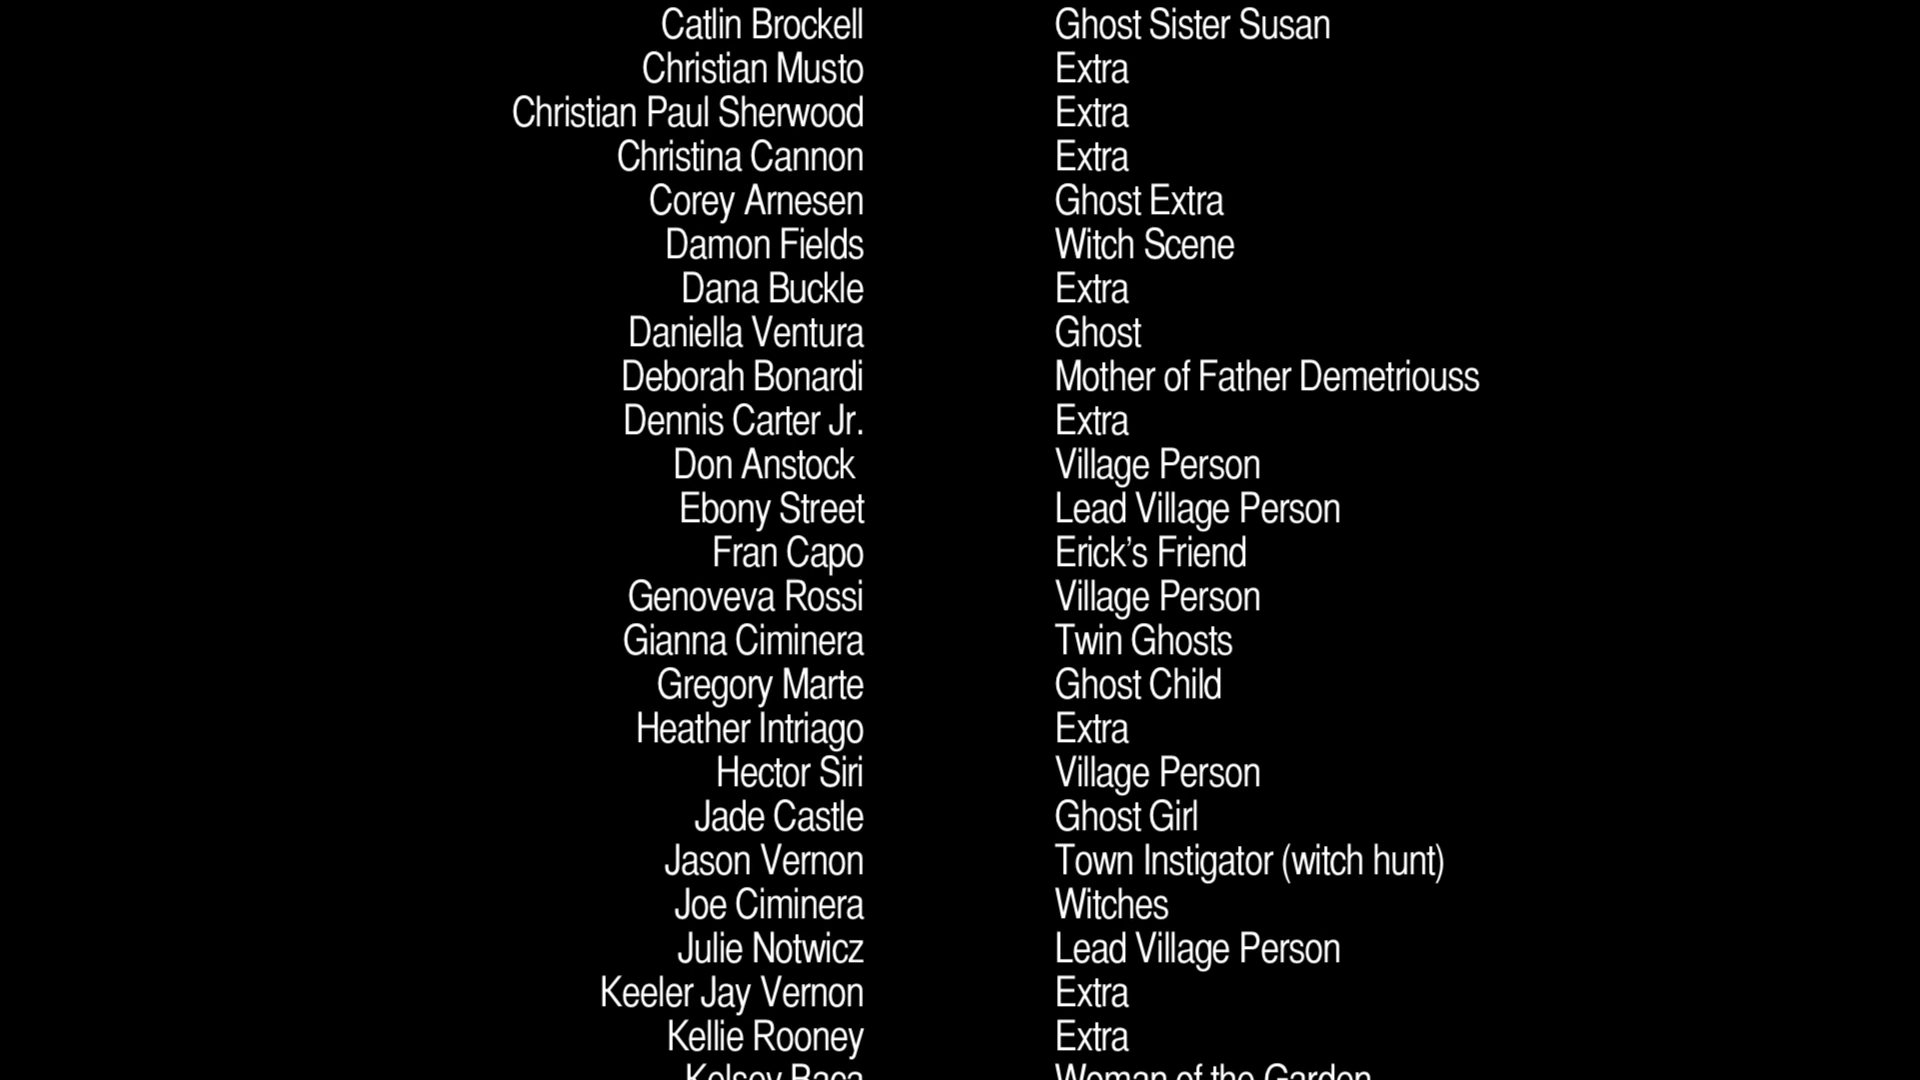 Catlin Brockell Ghost Sister Susan
Christian Musto Extra
Christian Paul Sherwood Extra
Christina Cannon Extra
Corey Arnesen Ghost Extra
Damon Fields Witch Scene
Dana Buckle Extra
Daniella Ventura Ghost
Deborah Bonardi Mother of Father Demetriouss
Dennis Carter Jr. Extra
Don Anstock Village Person
Ebony Street Lead Village Person
Fran Capo Erick’s Friend
Genoveva Rossi Village Person
Gianna Ciminera Twin Ghosts
Gregory Marte Ghost Child
Heather Intriago Extra
Hector Siri Village Person
Jade Castle Ghost Girl
Jason Vernon Town Instigator (witch hunt)
Joe Ciminera Witches
Julie Notwicz Lead Village Person
Keeler Jay Vernon Extra
Kellie Rooney Extra
Kelsey Woman of the Garden